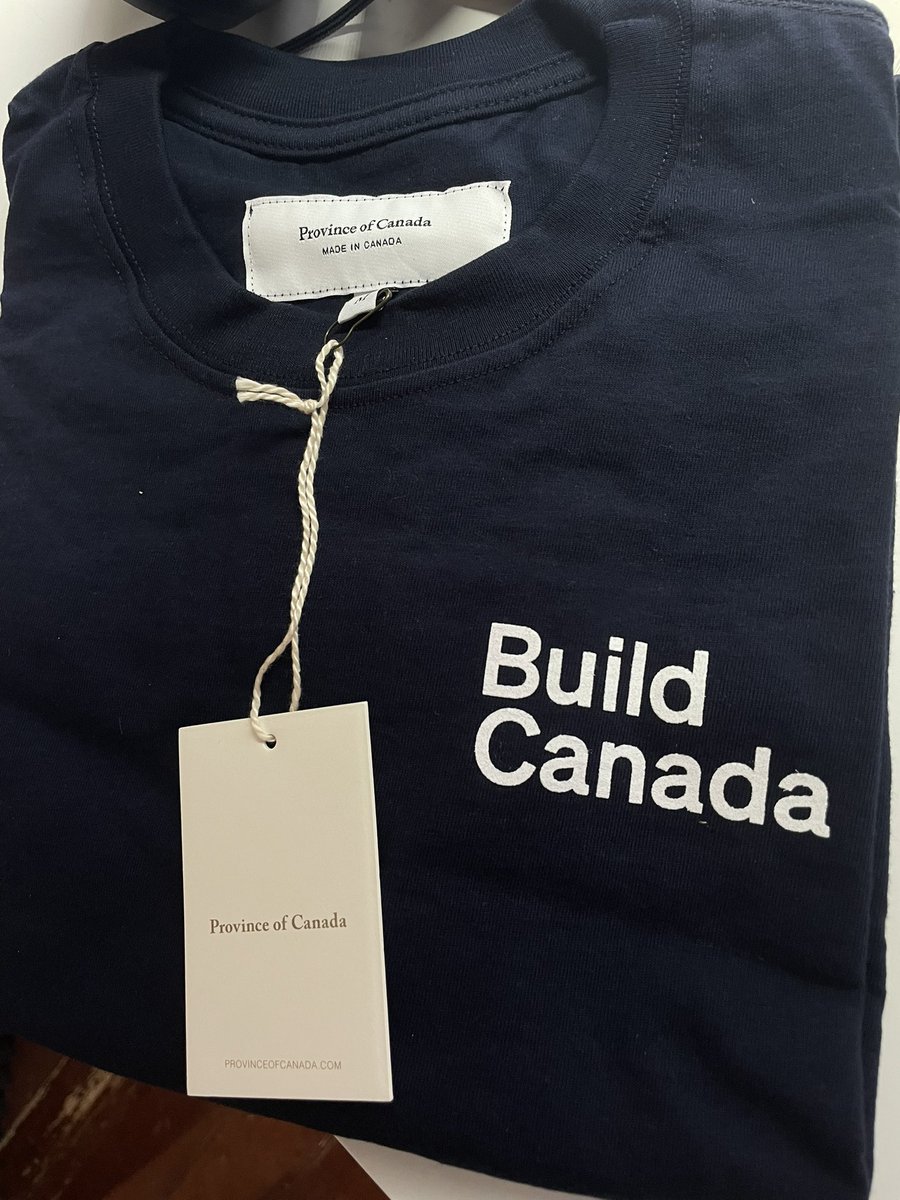 Province of Canada
MADE IN CANADA
M
Build
Canada
Province of Canada
PROVINCEOFCANADA.COM